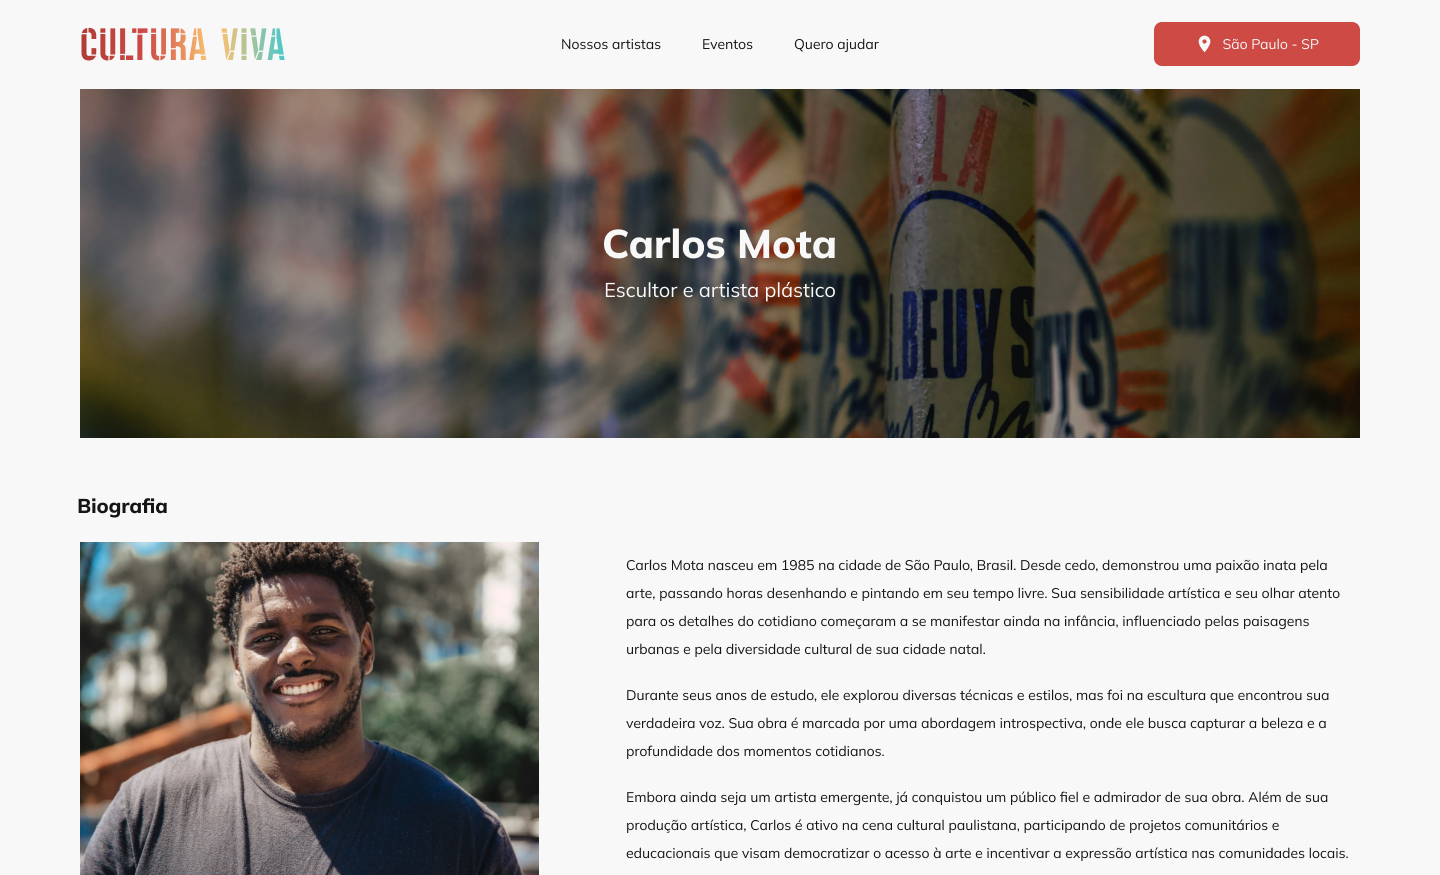 CULTURA VIVA
Nossos artistas
Eventos
Quero ajudar
São Paulo - SP
LA
Carlos Mota
Escultor e artista plástico
J.BEUYS
Biografia
Carlos Mota nasceu em 1985 na cidade de São Paulo, Brasil. Desde cedo, demonstrou uma paixão inata pela
arte, passando horas desenhando e pintando em seu tempo livre. Sua sensibilidade artística e seu olhar atento
para os detalhes do cotidiano começaram a se manifestar ainda na infância, influenciado pelas paisagens
urbanas e pela diversidade cultural de sua cidade natal.
Durante seus anos de estudo, ele explorou diversas técnicas e estilos, mas foi na escultura que encontrou sua
verdadeira voz. Sua obra é marcada por uma abordagem introspectiva, onde ele busca capturar a beleza e a
profundidade dos momentos cotidianos.
Embora ainda seja um artista emergente, já conquistou um público fiel e admirador de sua obra. Além de sua
produção artística, Carlos é ativo na cena cultural paulistana, participando de projetos comunitários e
educacionais que visam democratizar o acesso à arte e incentivar a expressão artística nas comunidades locais.